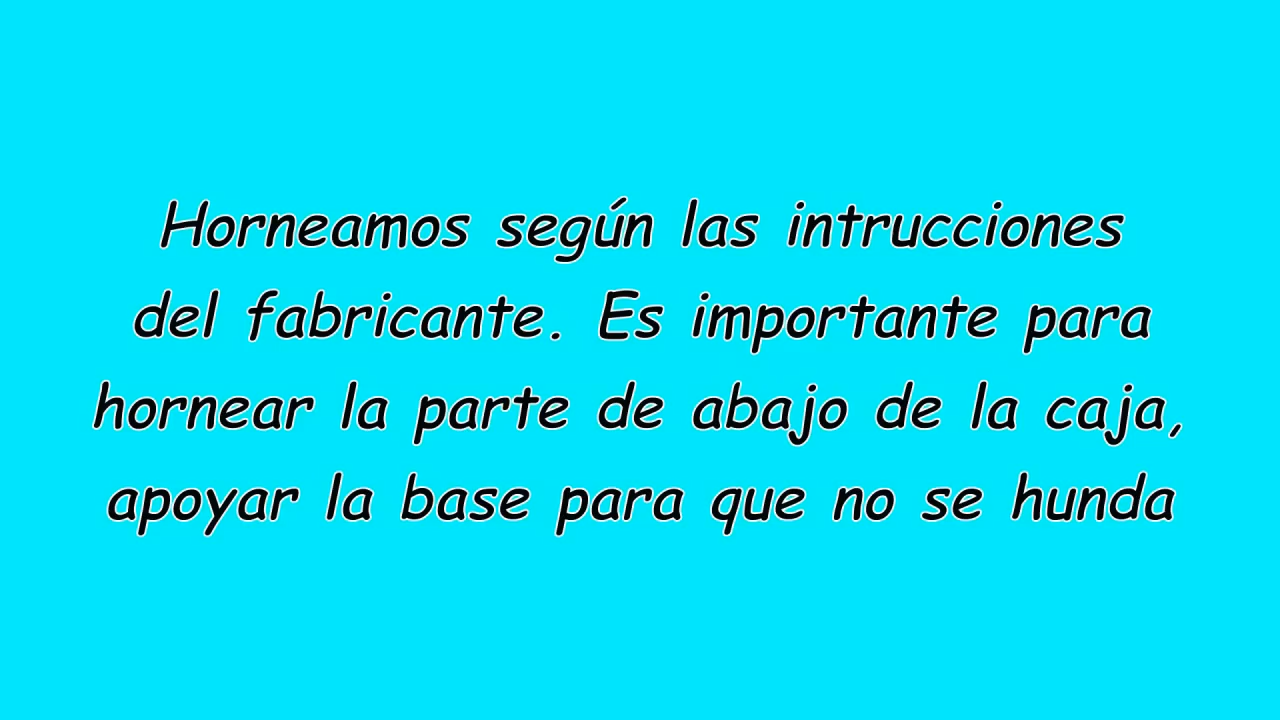 Horneamos según las intrucciones
del fabricante. Es importante para
hornear la parte de abajo de la caja,
apoyar la base para que no se hunda